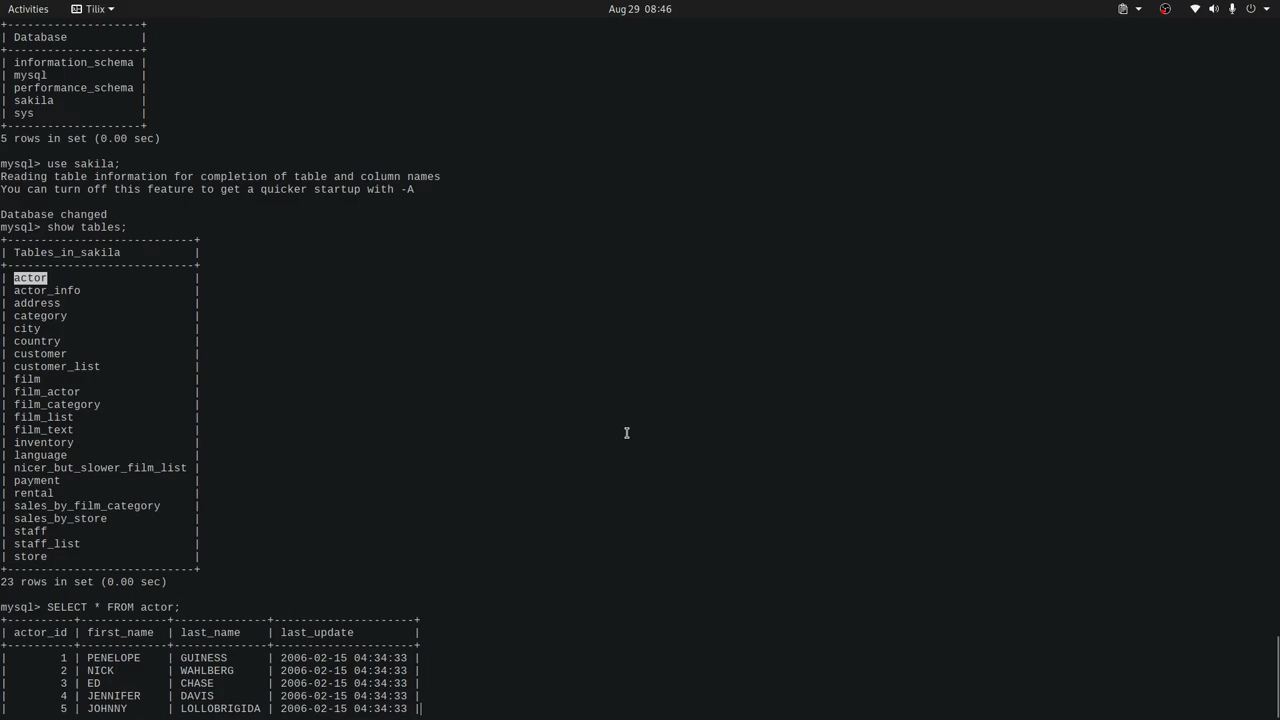 Activities Tilix Aug 29 08:46
+--------------------+
| Database           |
+--------------------+
| information_schema |
| mysql              |
| performance_schema |
| sakila             |
| sys                |
+--------------------+
5 rows in set (0.00 sec)
mysql> use sakila;
Reading table information for completion of table and column names
You can turn off this feature to get a quicker startup with -A
Database changed
mysql> show tables;
+----------------------------+
| Tables_in_sakila           |
+----------------------------+
| actor                      |
| actor_info                 |
| address                    |
| category                   |
| city                       |
| country                    |
| customer                   |
| customer_list              |
| film                       |
| film_actor                 |
| film_category              |
| film_list                  |
| film_text                  |
| inventory                  |
| language                   |
| nicer_but_slower_film_list |
| payment                    |
| rental                     |
| sales_by_film_category     |
| sales_by_store             |
| staff                      |
| staff_list                 |
| store                      |
+----------------------------+
23 rows in set (0.00 sec)
mysql> SELECT * FROM actor;
+----------+-------------+--------------+---------------------+
| actor_id | first_name  | last_name    | last_update         |
+----------+-------------+--------------+---------------------+
|        1 | PENELOPE    | GUINESS      | 2006-02-15 04:34:33 |
|        2 | NICK        | WAHLBERG     | 2006-02-15 04:34:33 |
|        3 | ED          | CHASE        | 2006-02-15 04:34:33 |
|        4 | JENNIFER    | DAVIS        | 2006-02-15 04:34:33 |
|        5 | JOHNNY      | LOLLOBRIGIDA | 2006-02-15 04:34:33 |